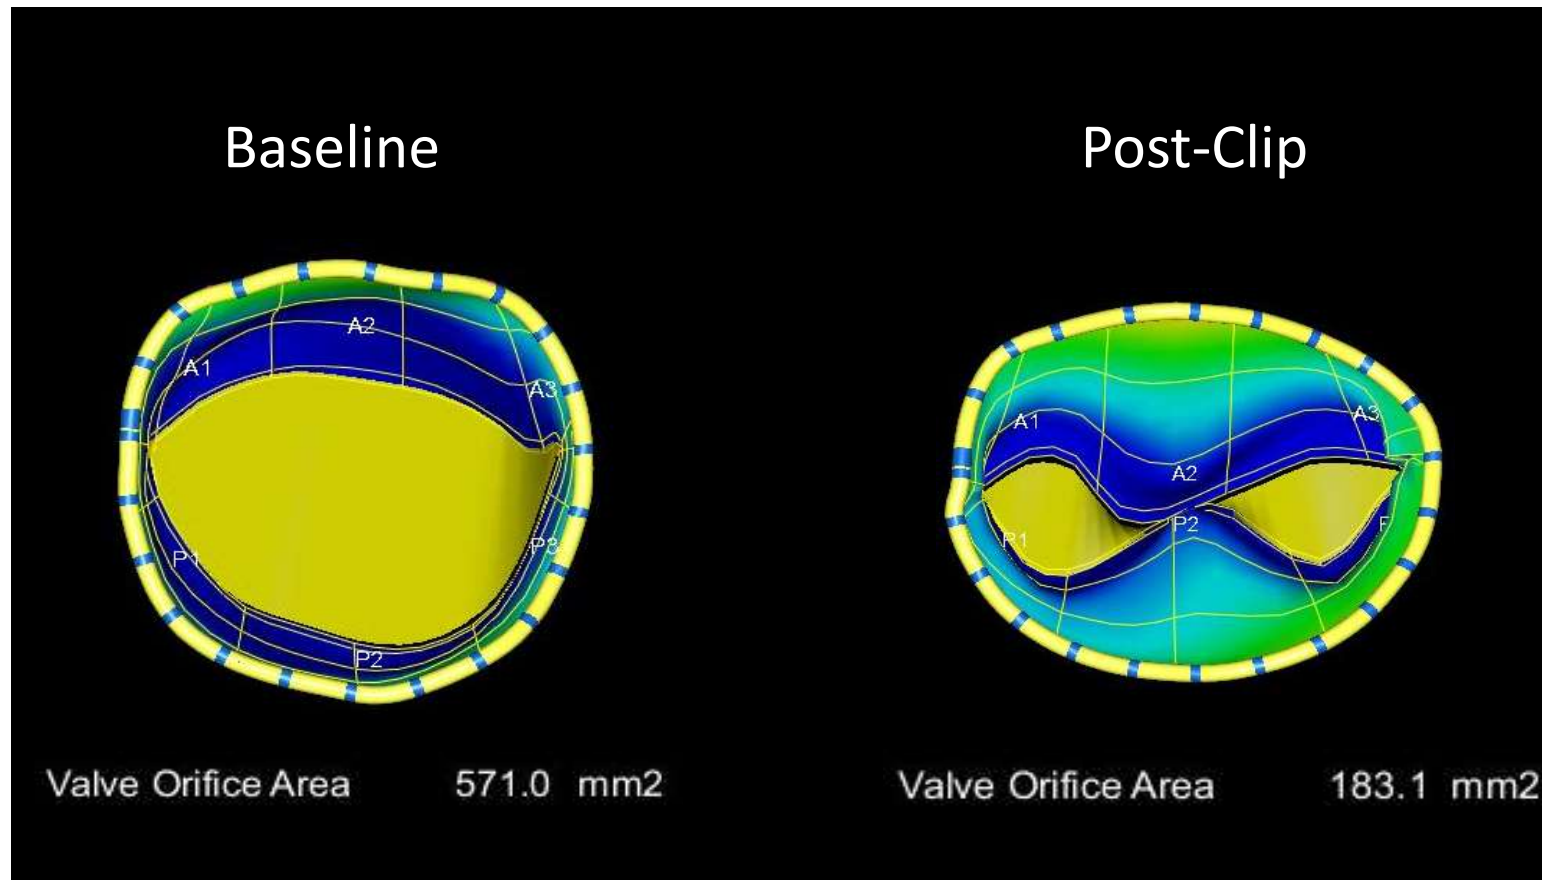 Baseline
Post-Clip
A2
A1
A3
P1
P3
P2
A1
A3
A2
P2
P1
Valve Orifice Area 571.0 mm2
Valve Orifice Area 183.1 mm2